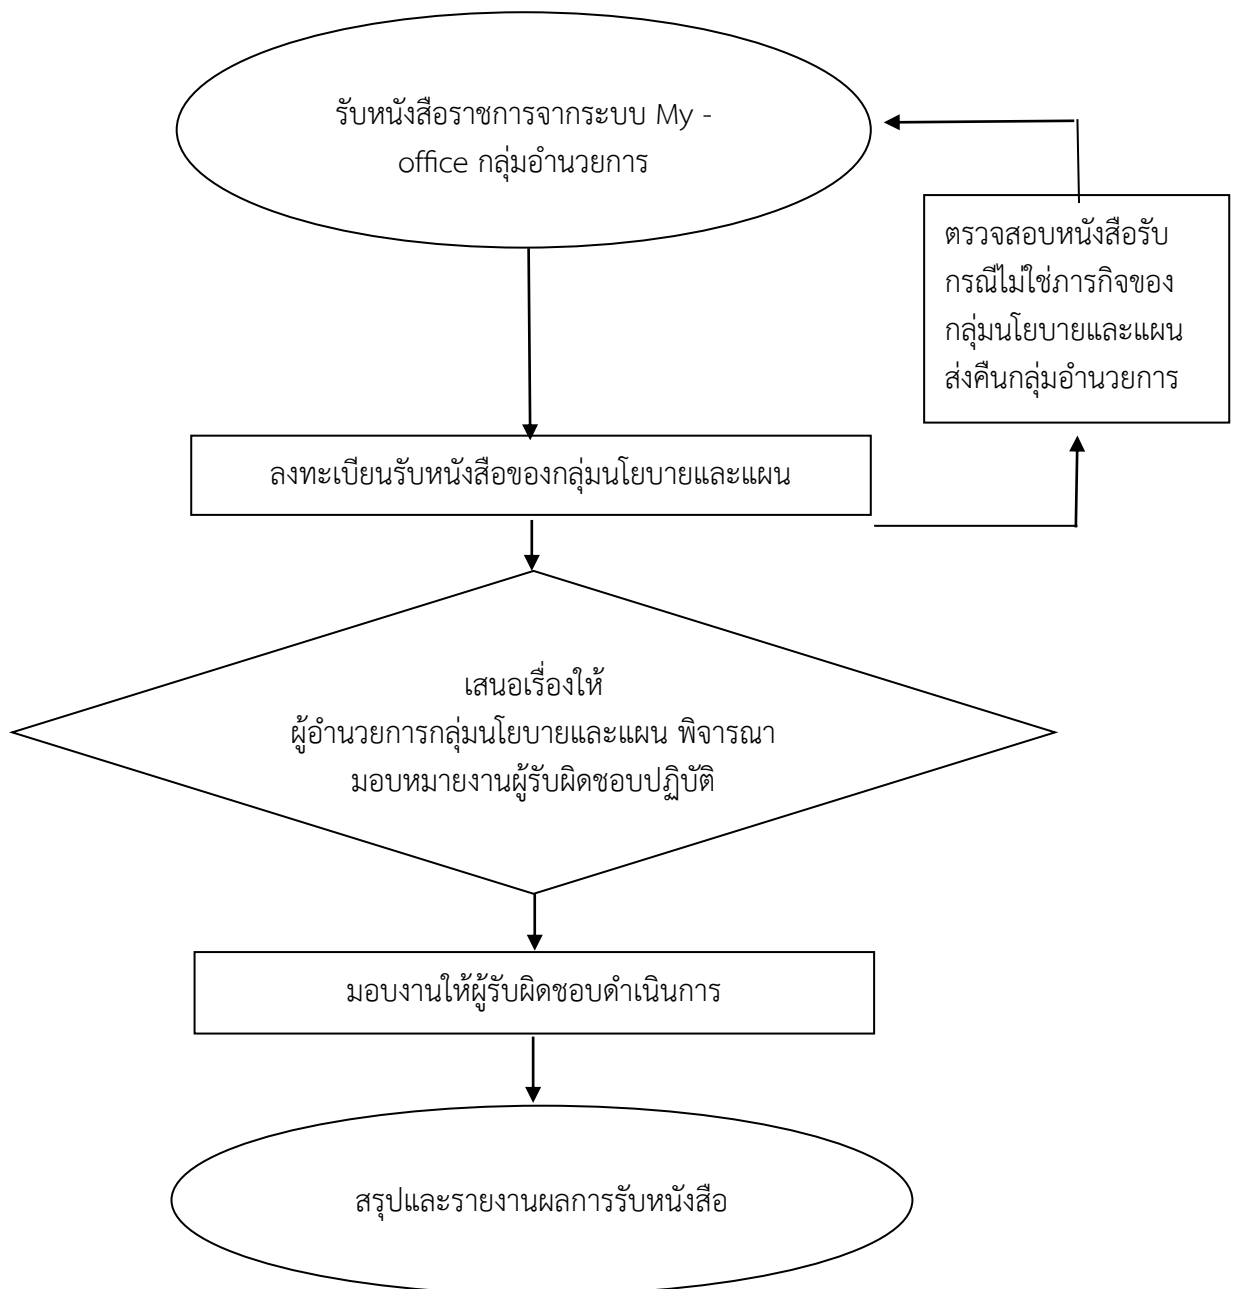 รับหนังสือราชการจากระบบ My -
office กลุ่มอำนวยการ
ตรวจสอบหนังสือรับ
กรณีไม่ใช่ภารกิจของ
กลุ่มนโยบายและแผน
ส่งคืนกลุ่มอำนวยการ
ลงทะเบียนรับหนังสือของกลุ่มนโยบายและแผน
เสนอเรื่องให้
ผู้อำนวยการกลุ่มนโยบายและแผน พิจารณา
มอบหมายงานผู้รับผิดชอบปฏิบัติ
มอบงานให้ผู้รับผิดชอบดำเนินการ
สรุปและรายงานผลการรับหนังสือ